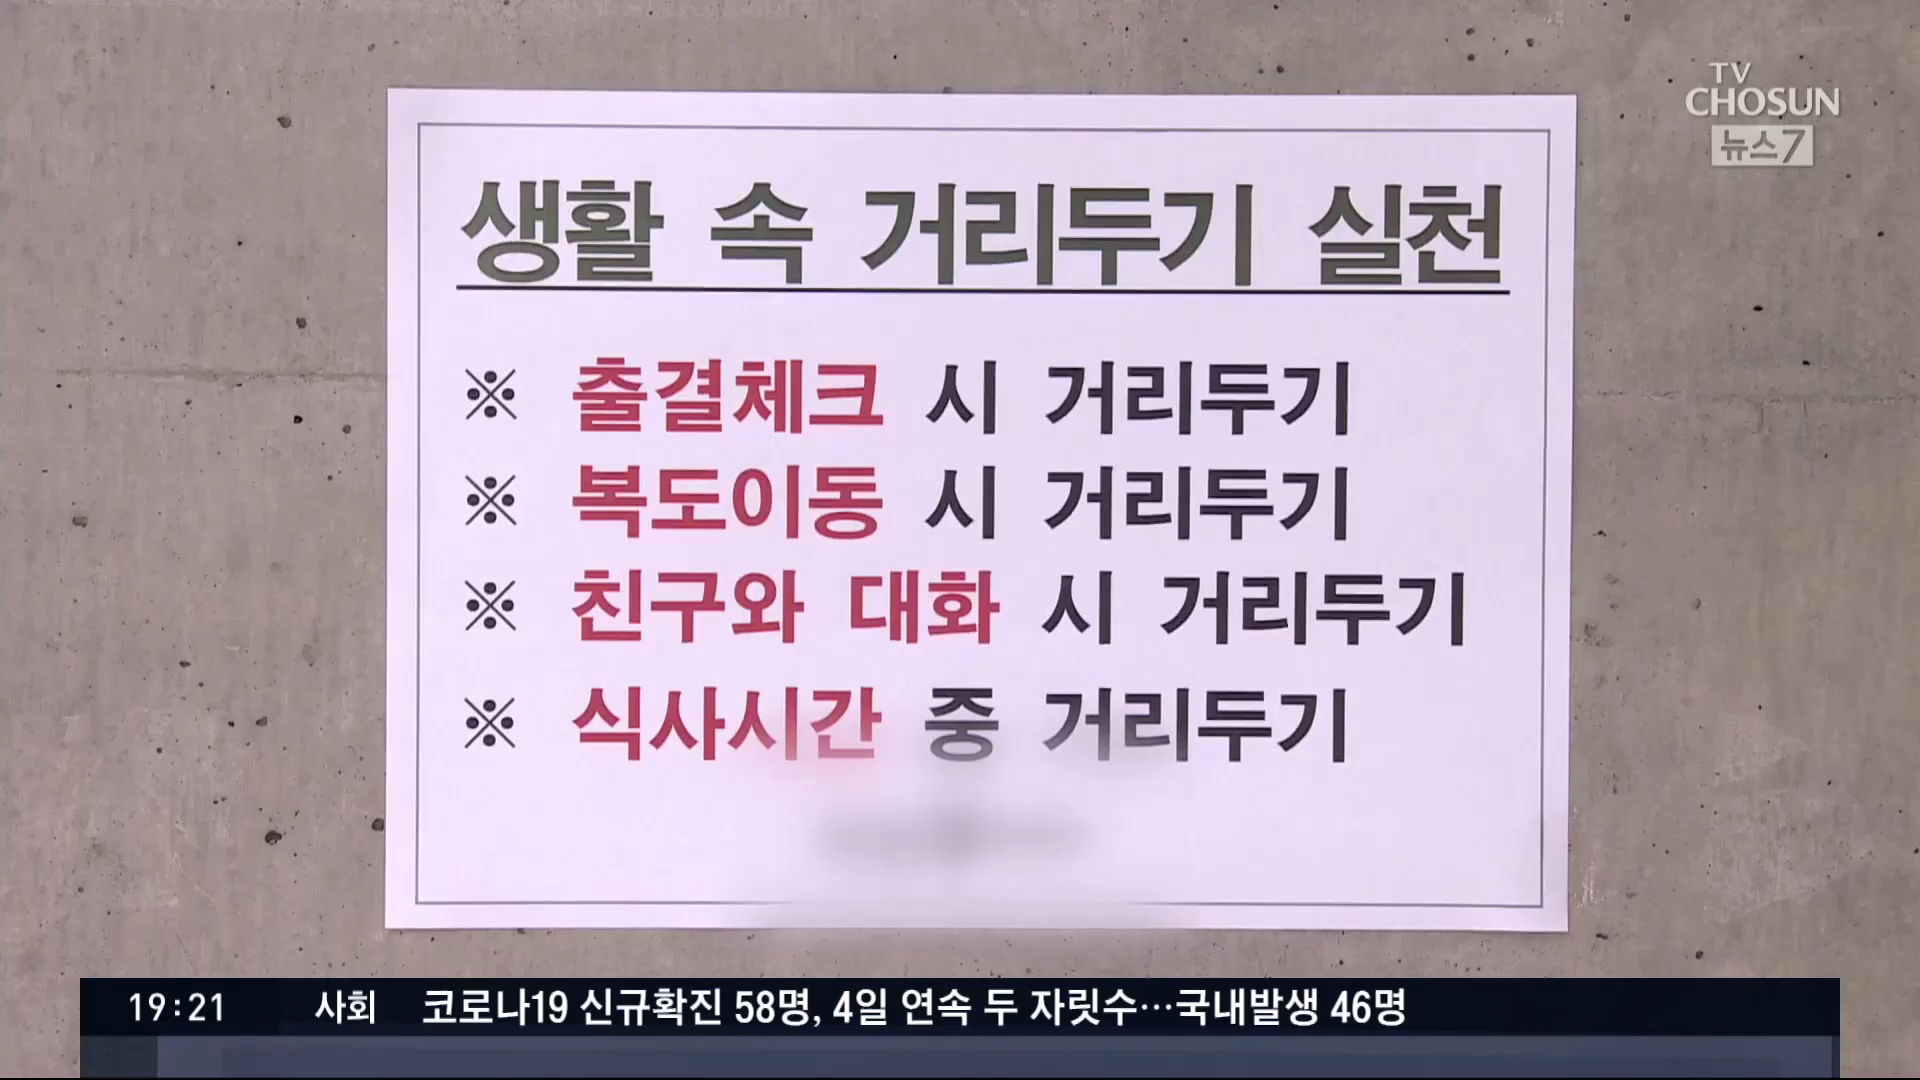 TV
CHOSUN
뉴스7
생활 속 거리두기 실천
※ 출결체크 시 거리두기
※ 복도이동 시 거리두기
※ 친구와 대화 시 거리두기
※ 식사시간 중 거리두기
19:21 사회 코로나19 신규확진 58명, 4일 연속 두 자릿수…국내발생 46명